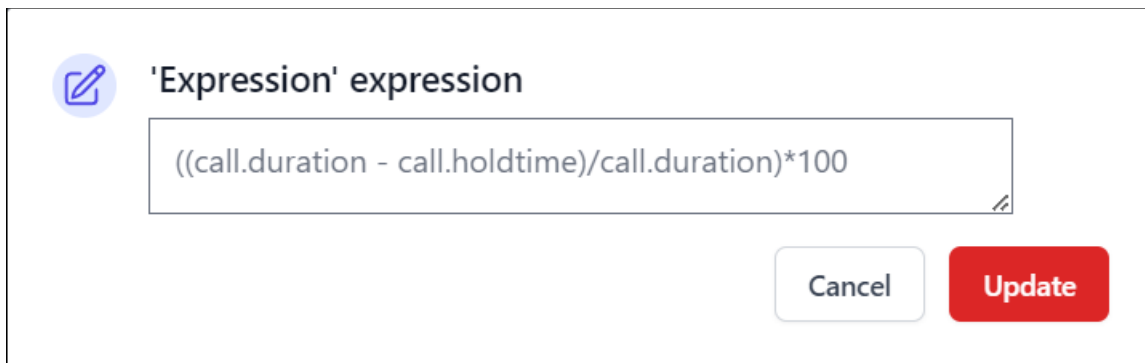 'Expression' expression
((call.duration - call.holdtime)/call.duration)*100
Cancel
Update